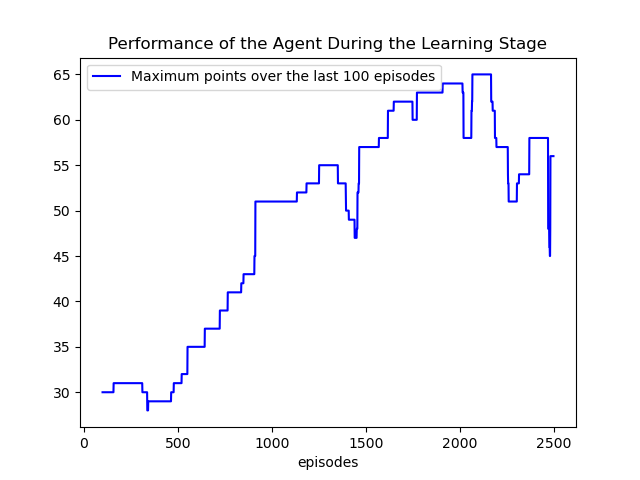 Performance of the Agent During the Learning Stage
Maximum points over the last 100 episodes
65
60
55
50
45
40
35
30
0 500 1000 1500 2000 2500
episodes